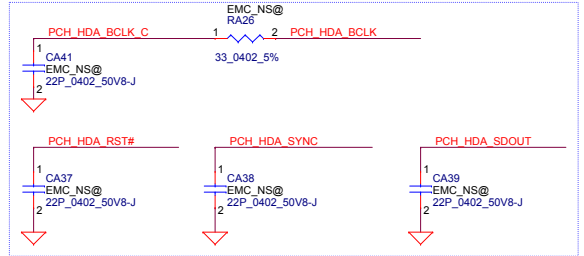 EMC_NS@
RA26
PCH_HDA_BCLK_C
1
2
PCH_HDA_BCLK
33_0402_5%
1
CA41
EMC_NS@
22P_0402_50V8-J
2
PCH_HDA_RST#
PCH_HDA_SYNC
PCH_HDA_SDOUT
1
CA37
EMC_NS@
22P_0402_50V8-J
2
1
CA38
EMC_NS@
22P_0402_50V8-J
2
1
CA39
EMC_NS@
22P_0402_50V8-J
2